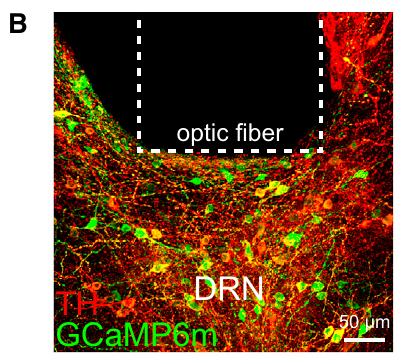 B
optic fiber
DRN
50 μm
TH
GCaMP6m